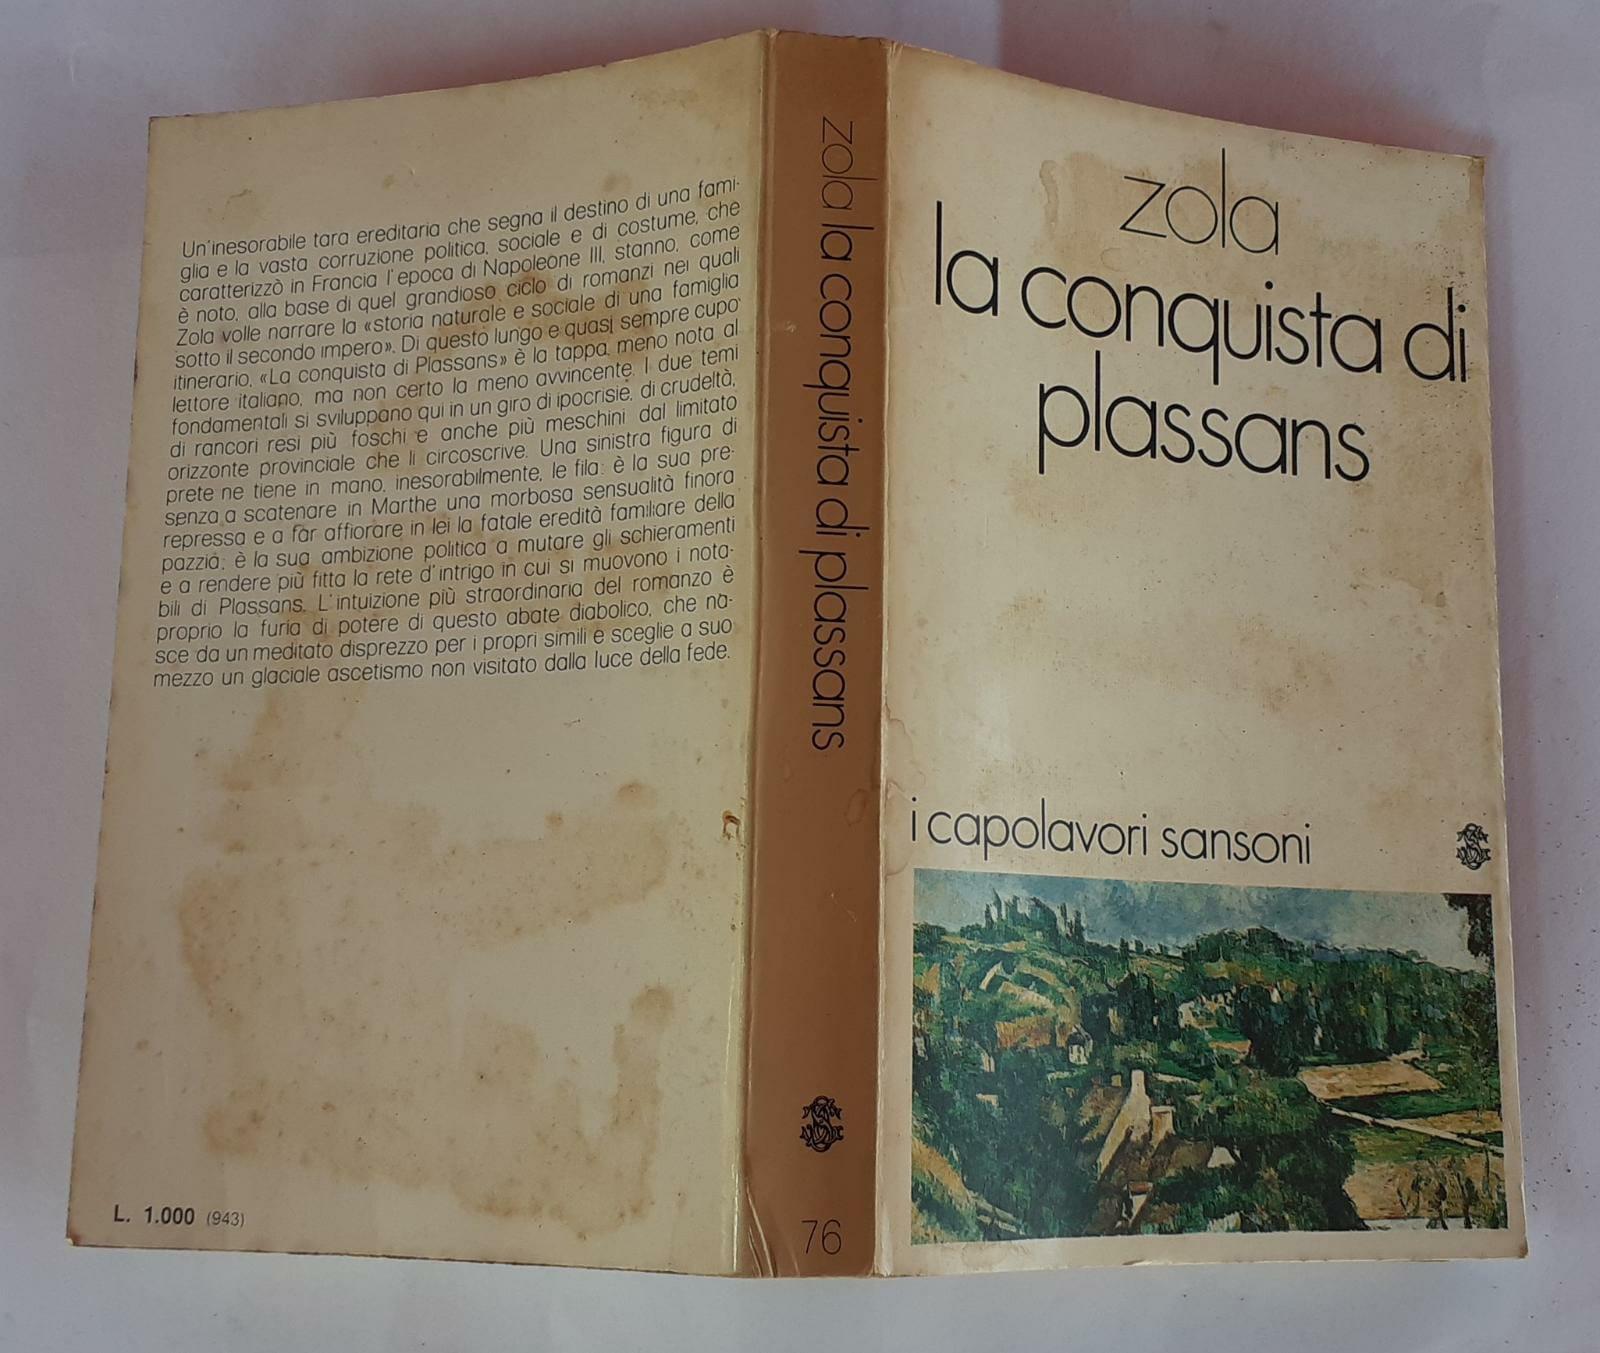 Un'inesorabile tara ereditaria che segna il destino di una fami-
glia e la vasta corruzione politica, sociale e di costume, che
caratterizzò in Francia l'epoca di Napoleone III, stanno, come
è noto, alla base di quel grandioso ciclo di romanzi nei quali
Zola volle narrare la «storia naturale e sociale di una famiglia
sotto il secondo impero». Di questo lungo e quasi sempre cupo
itinerario, «La conquista di Plassans» è la tappa meno nota al
lettore italiano, ma non certo la meno avvincente. I due temi
fondamentali si sviluppano qui in un giro di ipocrisie, di crudeltà,
di rancori resi più foschi e anche più meschini dal limitato
orizzonte provinciale che li circoscrive. Una sinistra figura di
prete ne tiene in mano, inesorabilmente, le fila: è la sua pre-
senza a scatenare in Marthe una morbosa sensualità finora
repressa e a far affiorare in lei la fatale eredità familiare della
pazzia; è la sua ambizione politica a mutare gli schieramenti
e a rendere più fitta la rete d'intrigo in cui si muovono i nota-
bili di Plassans. L'intuizione più straordinaria del romanzo è
proprio la furia di potere di questo abate diabolico, che na-
sce da un meditato disprezzo per i propri simili e sceglie a suo
mezzo un glaciale ascetismo non visitato dalla luce della fede.
L. 1.000 (943)
zola la conquista di plassans
76
zola
la conquista di
plassans
i capolavori sansoni